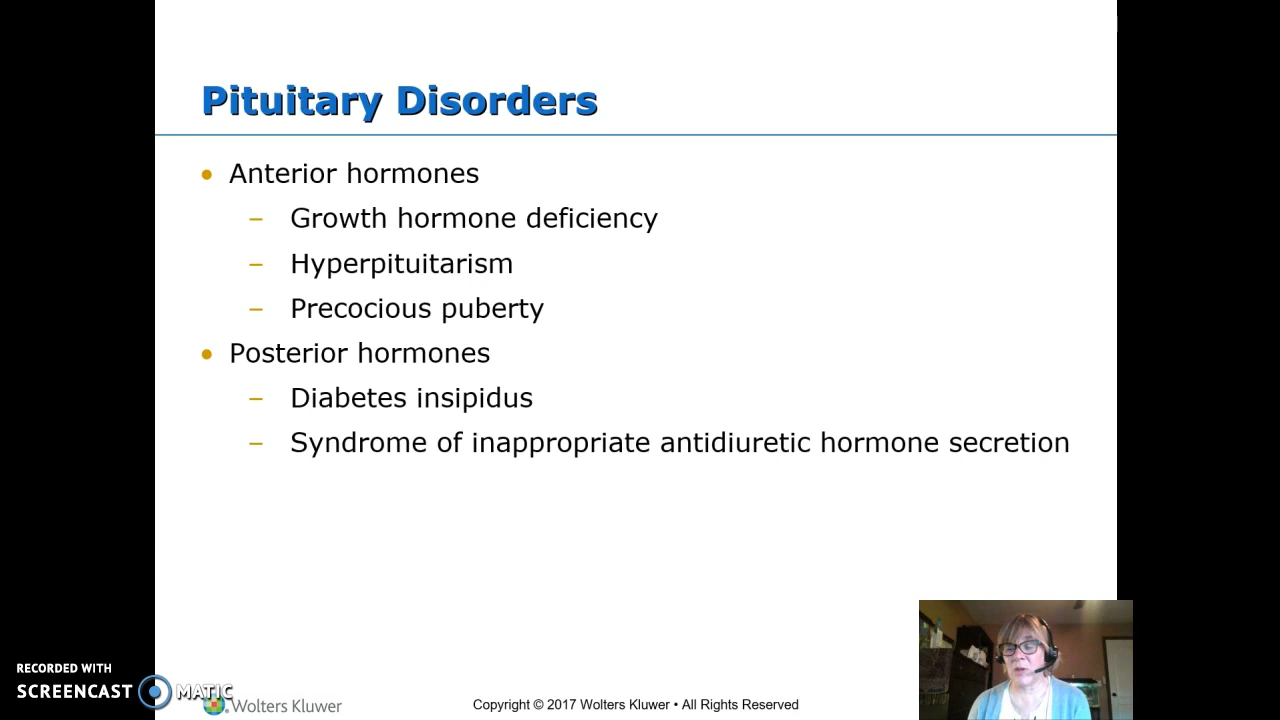 Pituitary Disorders
• Anterior hormones
– Growth hormone deficiency
– Hyperpituitarism
– Precocious puberty
• Posterior hormones
– Diabetes insipidus
– Syndrome of inappropriate antidiuretic hormone secretion
RECORDED WITH
SCREENCAST MATIC
Wolters Kluwer
Copyright © 2017 Wolters Kluwer • All Rights Reserved